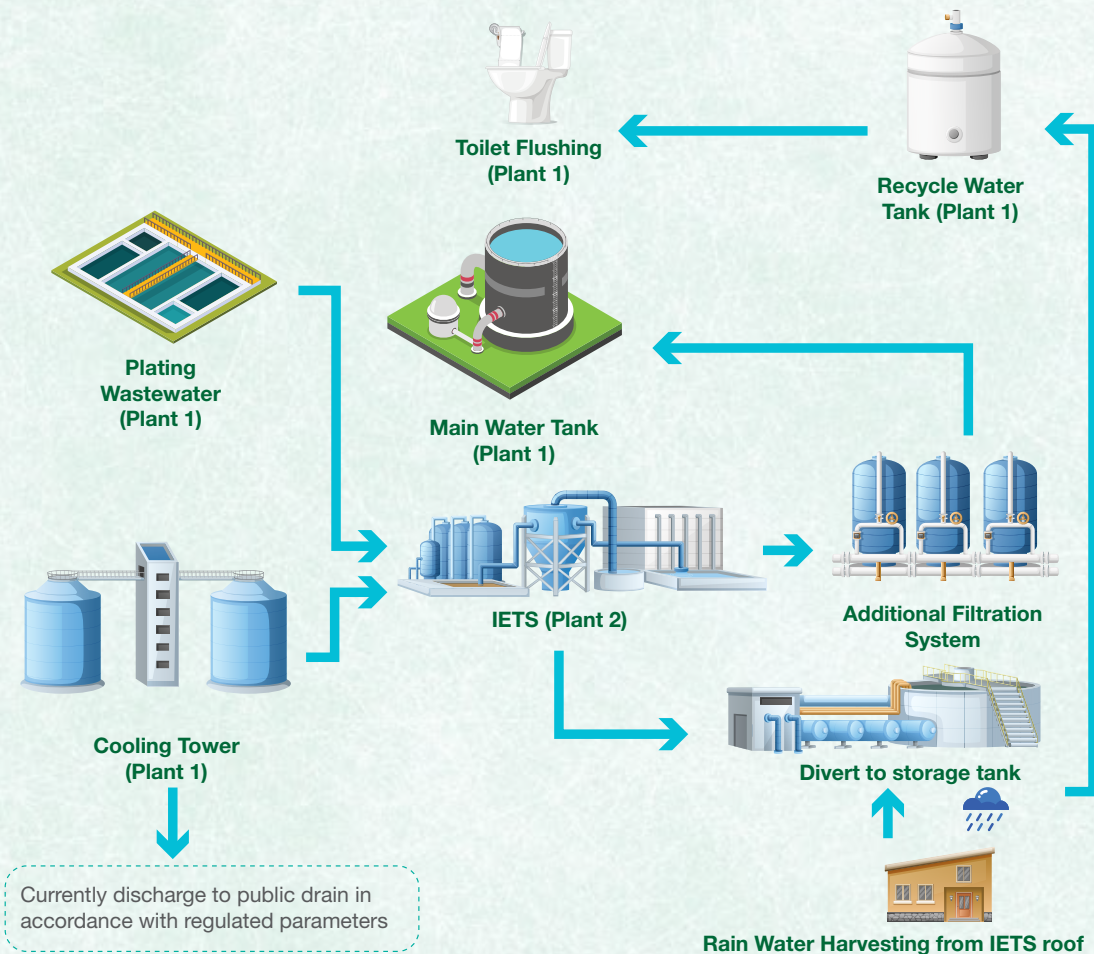 Toilet Flushing
(Plant 1)
Recycle Water
Tank (Plant 1)
Plating
Wastewater
(Plant 1)
Main Water Tank
(Plant 1)
IETS (Plant 2)
Additional Filtration
System
Cooling Tower
(Plant 1)
Divert to storage tank
Currently discharge to public drain in
accordance with regulated parameters
Rain Water Harvesting from IETS roof